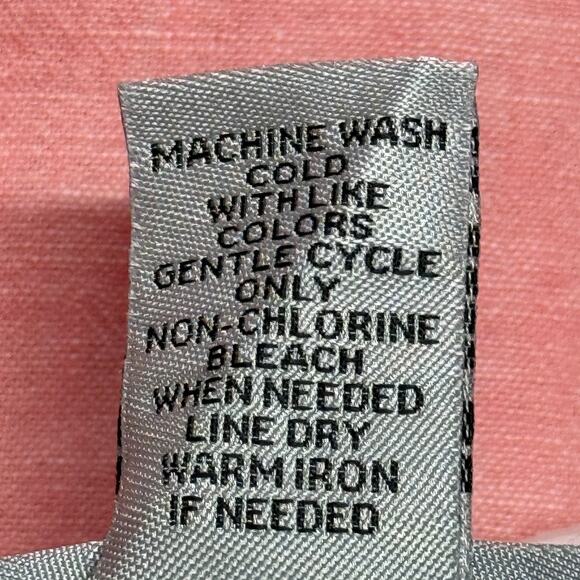 MACHINE WASH
COLD
WITH LIKE
COLORS
GENTLE CYCLE
ONLY
NON-CHLORINE
BLEACH
WHEN NEEDED
LINE DRY
WARM IRON
IF NEEDED